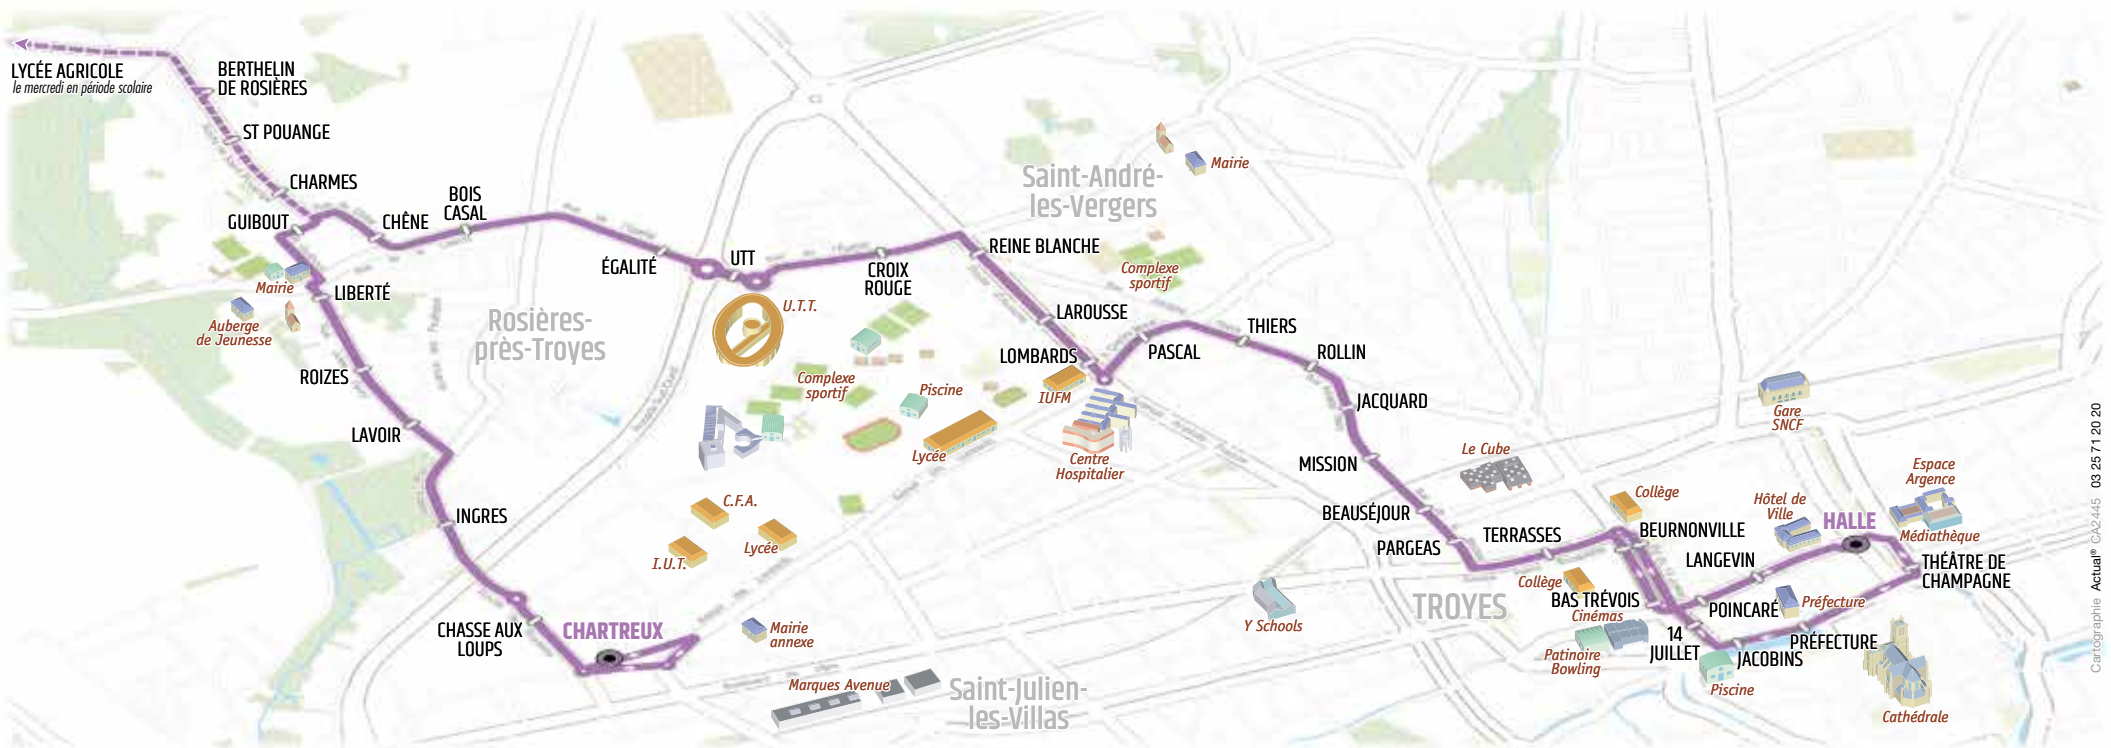 LYCÉE AGRICOLE
le mercredi en période scolaire
BERTHELIN
DE ROSIÈRES
ST POUANGE
CHARMES
GUIBOUT
CHÊNE
BOIS
CASAL
ÉGALITÉ
UTT
CROIX
ROUGE
REINE BLANCHE
Saint-André-
les-Vergers
Mairie
Complexe
sportif
Mairie
LIBERTÉ
Auberge
de Jeunesse
Rosières-
près-Troyes
U.T.T.
LAROUSSE
LOMBARDS
PASCAL
THIERS
ROLLIN
JACQUARD
ROIZES
LAVOIR
Complexe
sportif
Piscine
IUFM
Lycée
Centre
Hospitalier
MISSION
BEAUSÉJOUR
PARGEAS
Le Cube
Gare
SNCF
INGRES
C.F.A.
I.U.T.
Lycée
TERRASSES
Collège
BEURNONVILLE
Hôtel de
Ville
HALLE
Espace
Argence
Médiathèque
LANGEVIN
THÉÂTRE DE
CHAMPAGNE
Collège
BAS TRÉVOIS
Cinémas
POINCARÉ
Préfecture
TROYES
Y Schools
CHASSE AUX
LOUPS
CHARTREUX
Mairie
annexe
Patinoire
Bowling
14
JUILLET
JACOBINS
PRÉFECTURE
Piscine
Cathédrale
Marques Avenue
Saint-Julien-
les-Villas
Cartographie Actual® CA2445 03 25 71 20 20